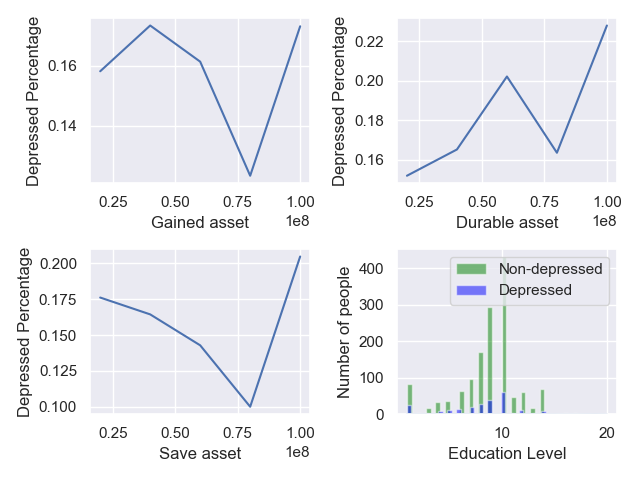 Depressed Percentage
0.16
0.14
0.25 0.50 0.75 1.00
1e8
Gained asset
Depressed Percentage
0.22
0.20
0.18
0.16
0.25 0.50 0.75 1.00
1e8
Durable asset
Depressed Percentage
0.200
0.175
0.150
0.125
0.100
0.25 0.50 0.75 1.00
1e8
Save asset
Number of people
400
300
200
100
0
Non-depressed
Depressed
10 20
Education Level